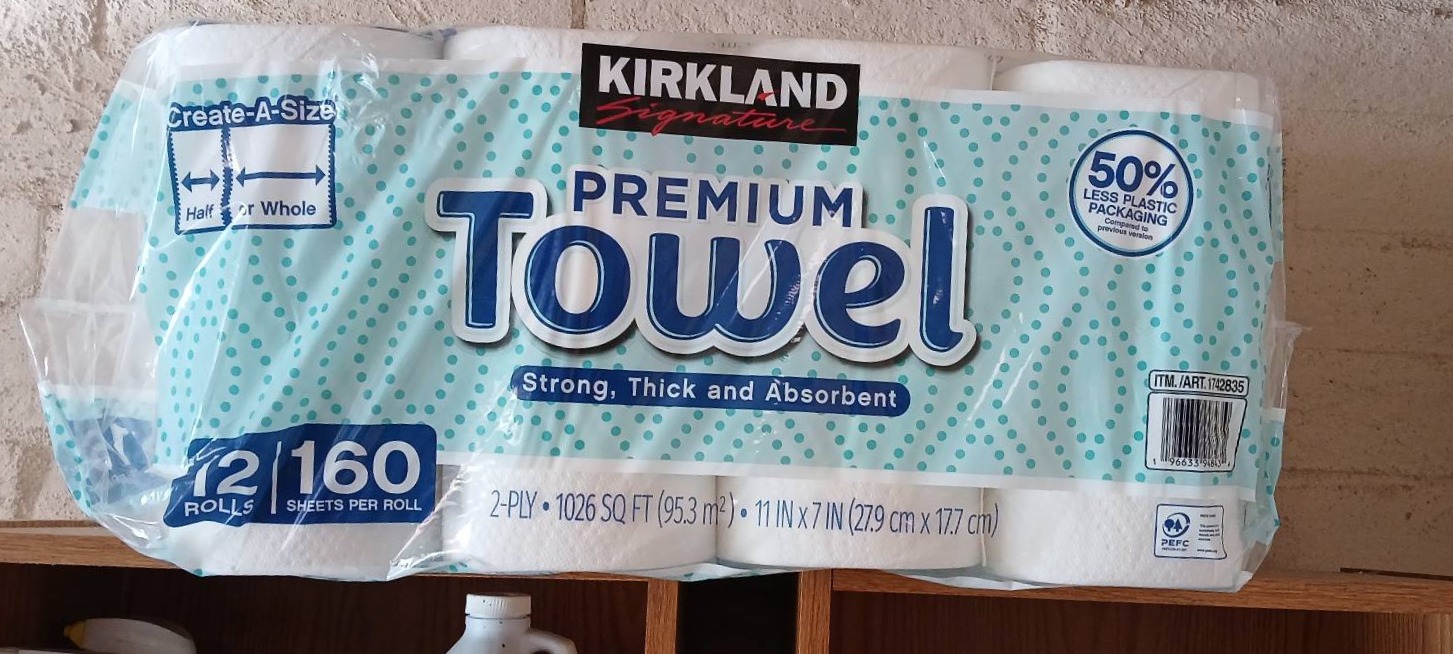 KIRKLAND
Signature
Create-A-Size
Half or Whole
PREMIUM
Towel
Strong, Thick and Absorbent
50%
LESS PLASTIC
PACKAGING
Compared to
previous version
ITM./ART. 1742835
12 ROLLS
160 SHEETS PER ROLL
2-PLY • 1026 SQ FT (95.3 m²) • 11 IN x 7 IN (27.9 cm x 17.7 cm)
PEFC